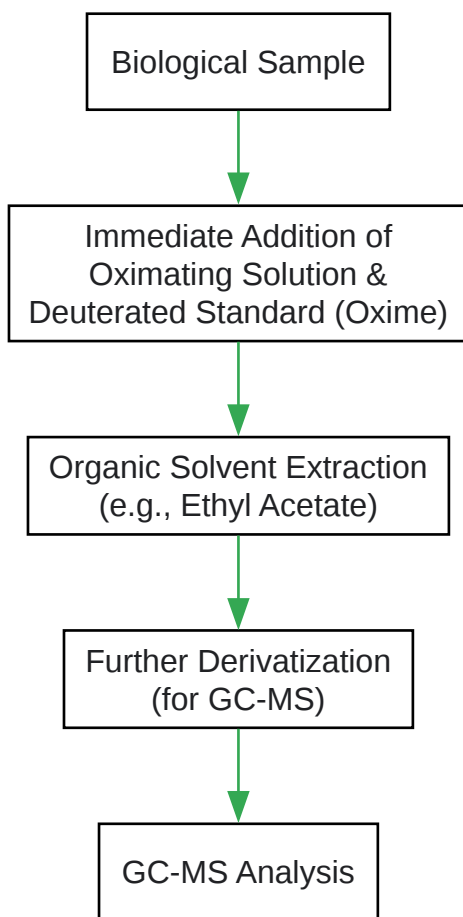 Biological Sample
Immediate Addition of
Oximating Solution &
Deuterated Standard (Oxime)
Organic Solvent Extraction
(e.g., Ethyl Acetate)
Further Derivatization
(for GC-MS)
GC-MS Analysis